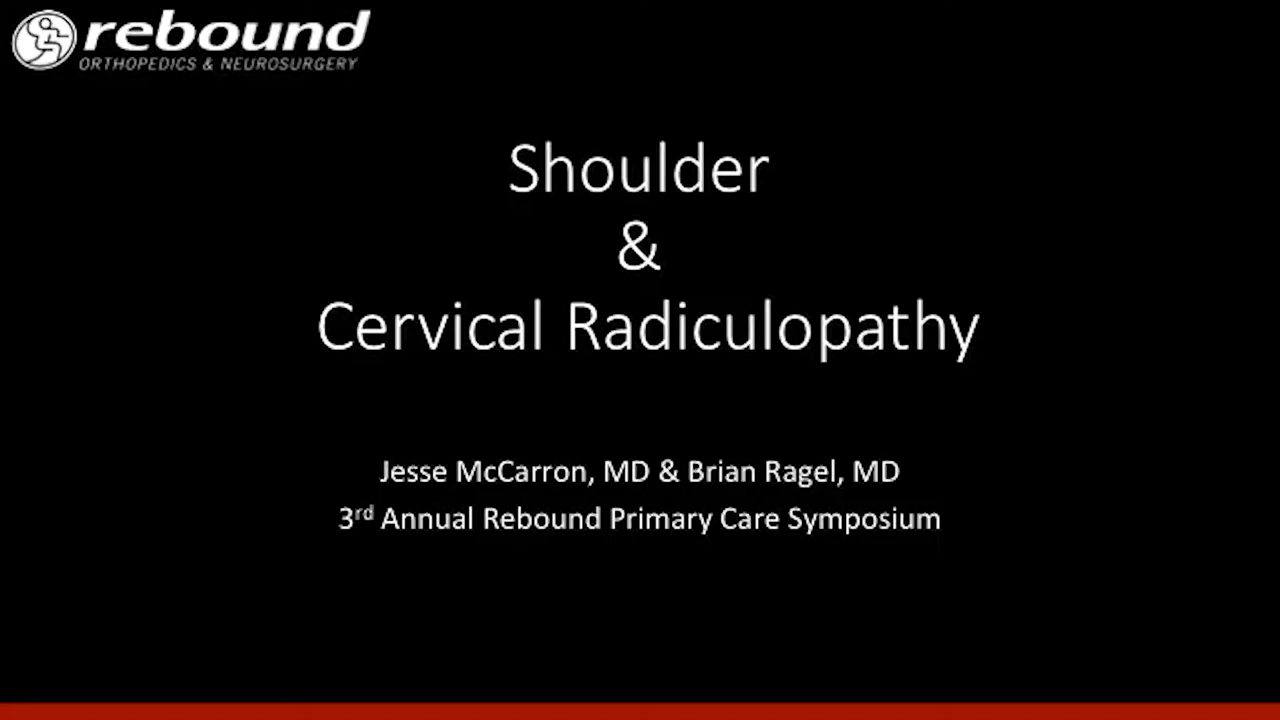 rebound
ORTHOPEDICS & NEUROSURGERY
Shoulder
&
Cervical Radiculopathy
Jesse McCarron, MD & Brian Ragel, MD
3rd Annual Rebound Primary Care Symposium